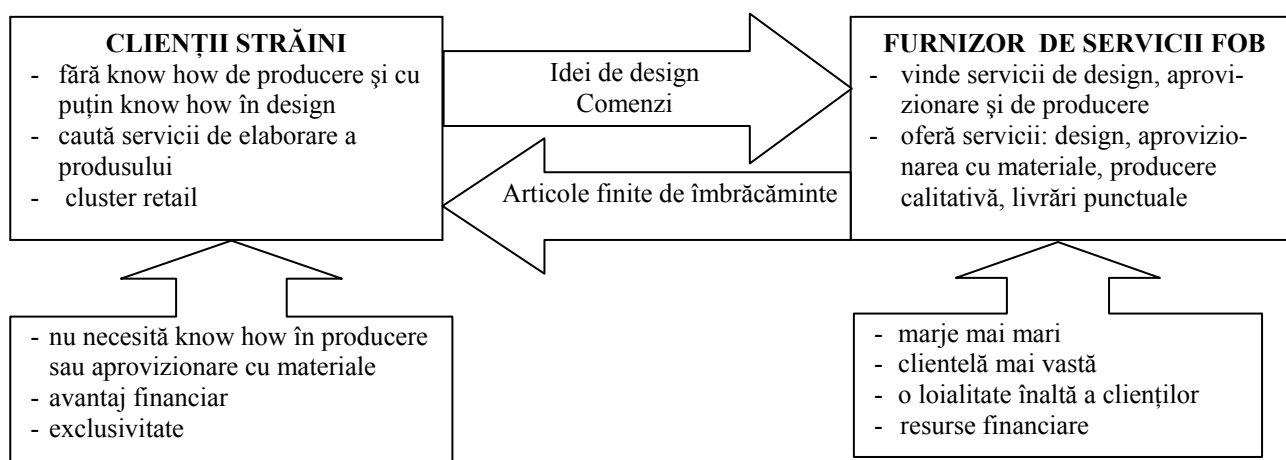 CLIENȚII STRĂINI
- fără know how de producere și cu
puțin know how în design
- caută servicii de elaborare a
produsului
- cluster retail
Idei de design
Comenzi
Articole finite de îmbrăcăminte
FURNIZOR DE SERVICII FOB
- vinde servicii de design, aprovi-
zionare și de producere
- oferă servicii: design, aprovizio-
narea cu materiale, producere
calitativă, livrări punctuale
- nu necesită know how în producere
sau aprovizionare cu materiale
- avantaj financiar
- exclusivitate
- marje mai mari
- clientelă mai vastă
- o loialitate înaltă a clienților
- resurse financiare